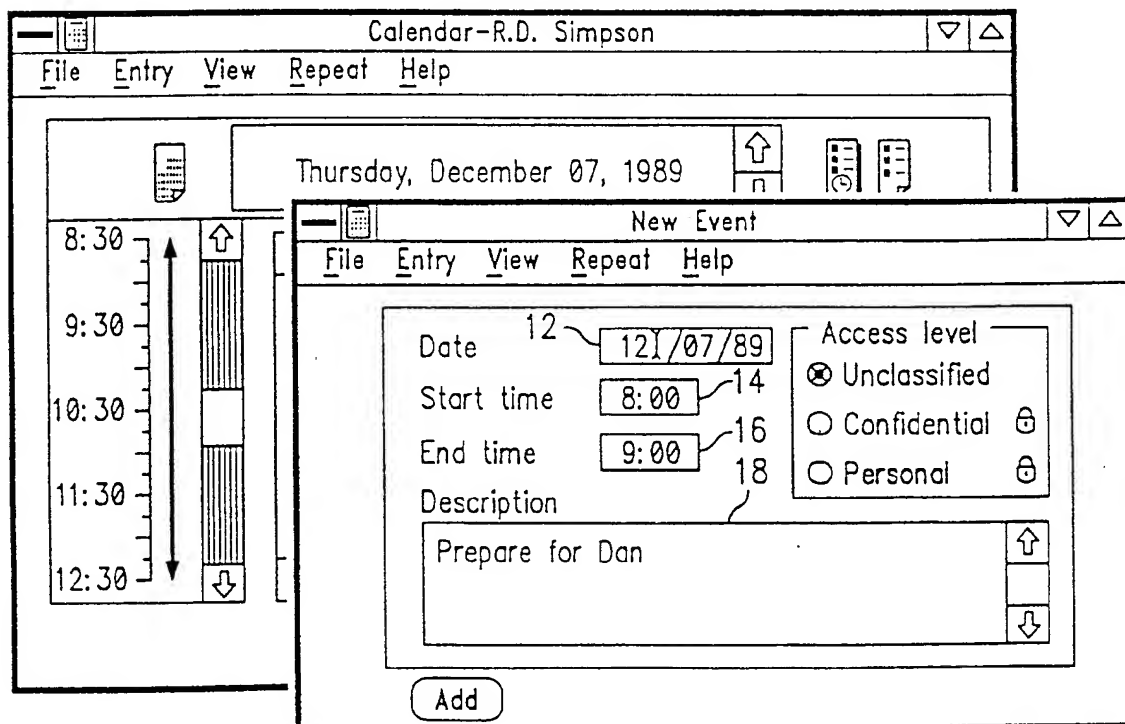 Calendar-R.D. Simpson
File Entry View Repeat Help
Thursday, December 07, 1989
8:30
9:30
10:30
11:30
12:30
New Event
File Entry View Repeat Help
Date 12 12/07/89
Start time 8:00 14
End time 9:00 16
Access level
Unclassified
Confidential
Personal
Description 18
Prepare for Dan
Add